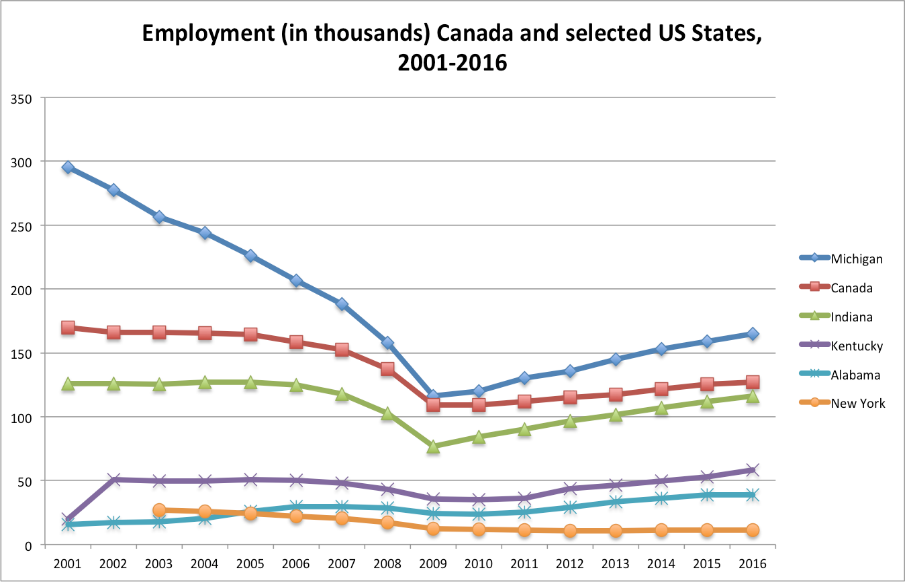 Employment (in thousands) Canada and selected US States,
2001-2016
350
300
250
200
150
100
50
0
2001 2002 2003 2004 2005 2006 2007 2008 2009 2010 2011 2012 2013 2014 2015 2016
Michigan
Canada
Indiana
Kentucky
Alabama
New York